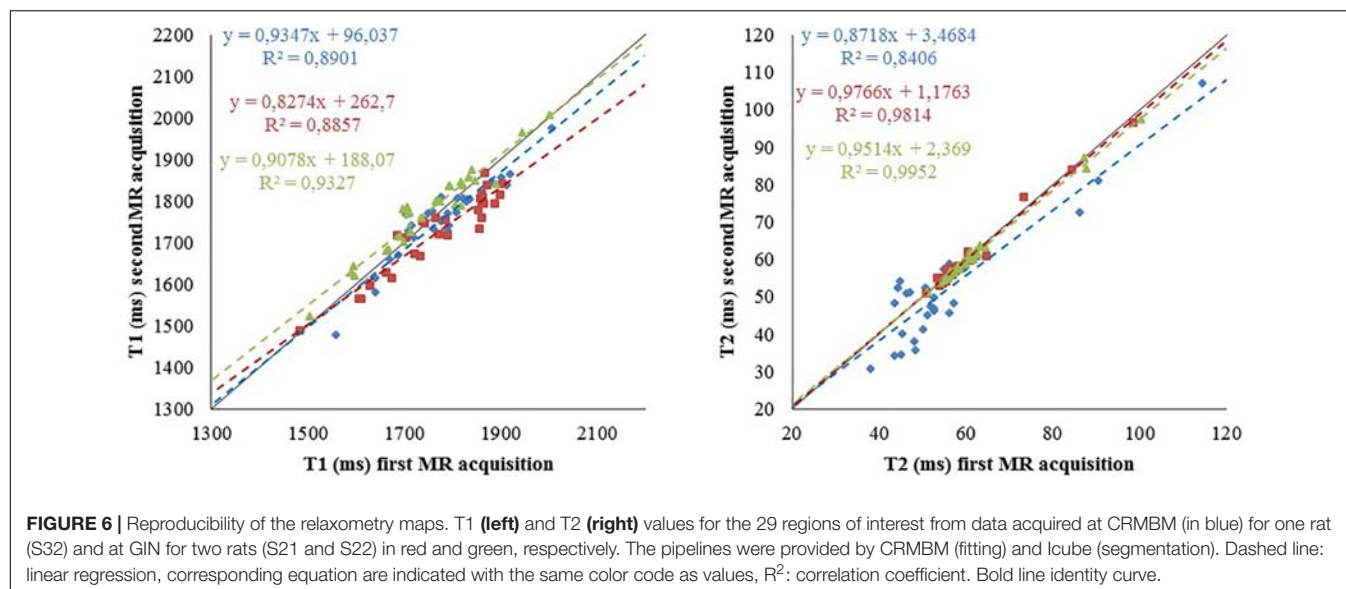 2200
2100
2000
1900
1800
1700
1600
1500
1400
1300
T1 (ms) second MR acquisition
y = 0,9347x + 96,037
R² = 0,8901
y = 0,8274x + 262,7
R² = 0,8857
y = 0,9078x + 188,07
R² = 0,9327
1300 1500 1700 1900 2100
T1 (ms) first MR acquisition
120
110
100
90
80
70
60
50
40
30
20
T2 (ms) second MR acquisition
y = 0,8718x + 3,4684
R² = 0,8406
y = 0,9766x + 1,1763
R² = 0,9814
y = 0,9514x + 2,369
R² = 0,9952
20 40 60 80 100 120
T2 (ms) first MR acquisition
FIGURE 6 | Reproducibility of the relaxometry maps. T1 (left) and T2 (right) values for the 29 regions of interest from data acquired at CRMBM (in blue) for one rat
(S32) and at GIN for two rats (S21 and S22) in red and green, respectively. The pipelines were provided by CRMBM (fitting) and Icube (segmentation). Dashed line:
linear regression, corresponding equation are indicated with the same color code as values, R²: correlation coefficient. Bold line identity curve.